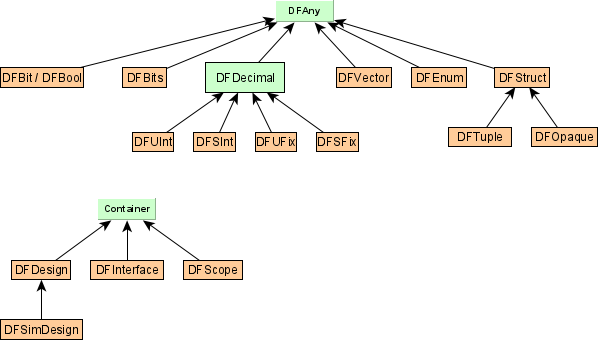 DFAny
DFBit / DFBool
DFBits
DFDecimal
DFVector
DFEnum
DFStruct
DFUInt
DFSInt
DFUFix
DFSFix
DFTuple
DFOpaque
Container
DFDesign
DFInterface
DFScope
DFSimDesign